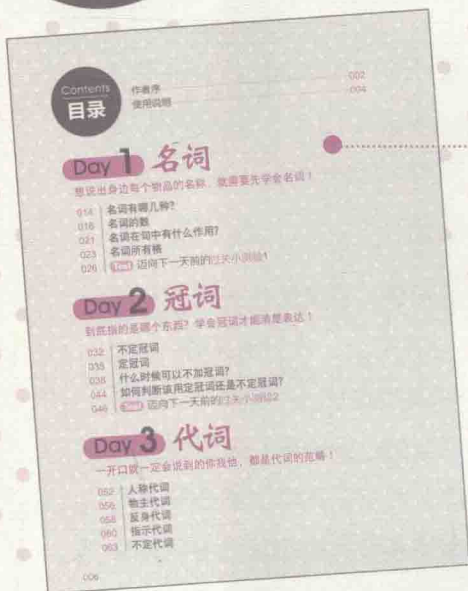 Contents
目录
作者序 002
使用说明 004
Day 1 名词
想说出身边每个物品的名称，就需要先学会名词！
014 名词有哪几种？
016 名词的数
021 名词在句中有什么作用？
023 名词所有格
026 Test 迈向下一天前的过关小测验1
Day 2 冠词
到底指的是哪个东西？学会冠词才能清楚表达！
032 不定冠词
035 定冠词
038 什么时候可以不加冠词？
044 如何判断该用定冠词还是不定冠词？
046 Test 迈向下一天前的过关小测验2
Day 3 代词
一开口就一定会说到的你我他，都是代词的范畴！
052 人称代词
056 物主代词
058 反身代词
060 指示代词
063 不定代词
006